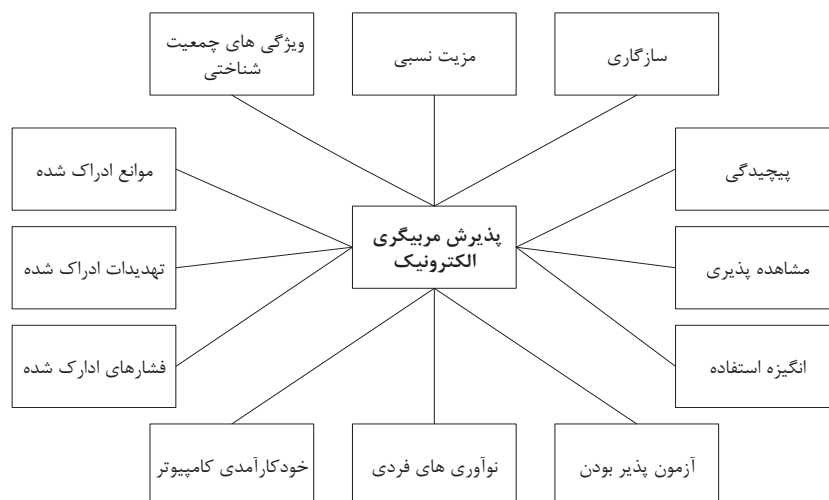 سازگاری
مزیت نسبی
ویژگی های چمعیت
شناختی
پیچیدگی
موانع ادراک شده
پذیرش مربیگری
الکترونیک
مشاهده پذیری
تهدیدات ادراک شده
انگیزه استفاده
فشارهای ادارک شده
آزمون پذیر بودن
نوآوری های فردی
خودکارآمدی کامپیوتر